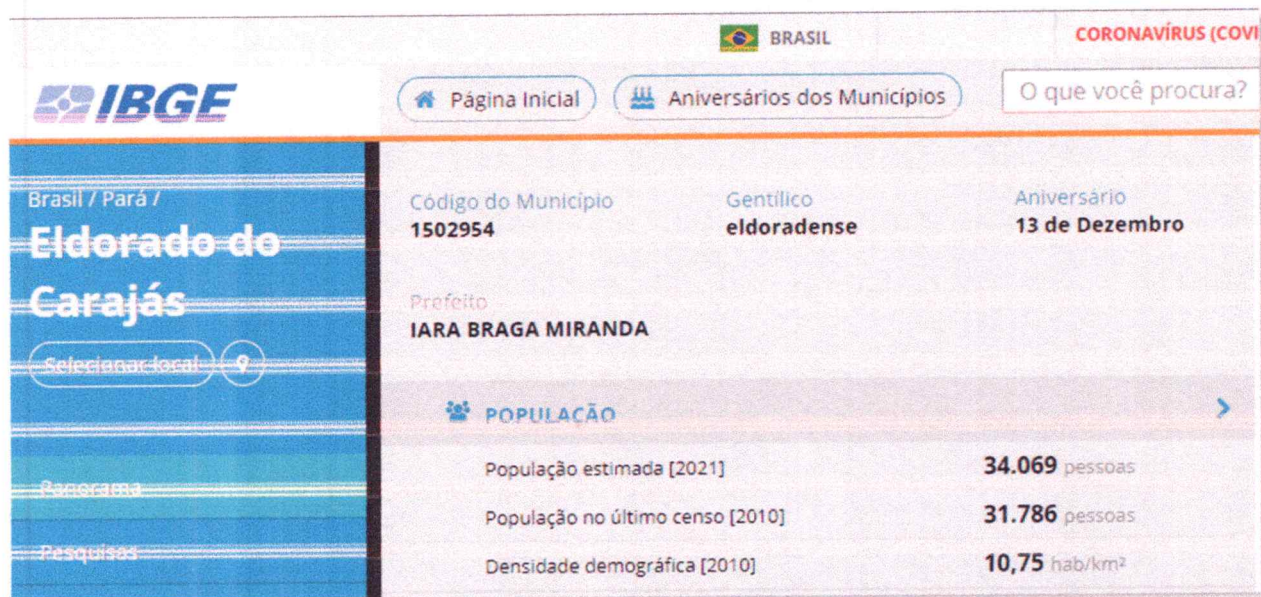 BRASIL
CORONAVÍRUS (COVI
IBGE
Página Inicial
Aniversários dos Municípios
O que você procura?
Brasil / Pará /
Eldorado do
Carajás
Selecionar local
Panorama
Pesquisas
Código do Município
1502954
Gentílico
eldoradense
Aniversário
13 de Dezembro
Prefeito
IARA BRAGA MIRANDA
POPULAÇÃO
População estimada [2021] 34.069 pessoas
População no último censo [2010] 31.786 pessoas
Densidade demográfica [2010] 10,75 hab/km²